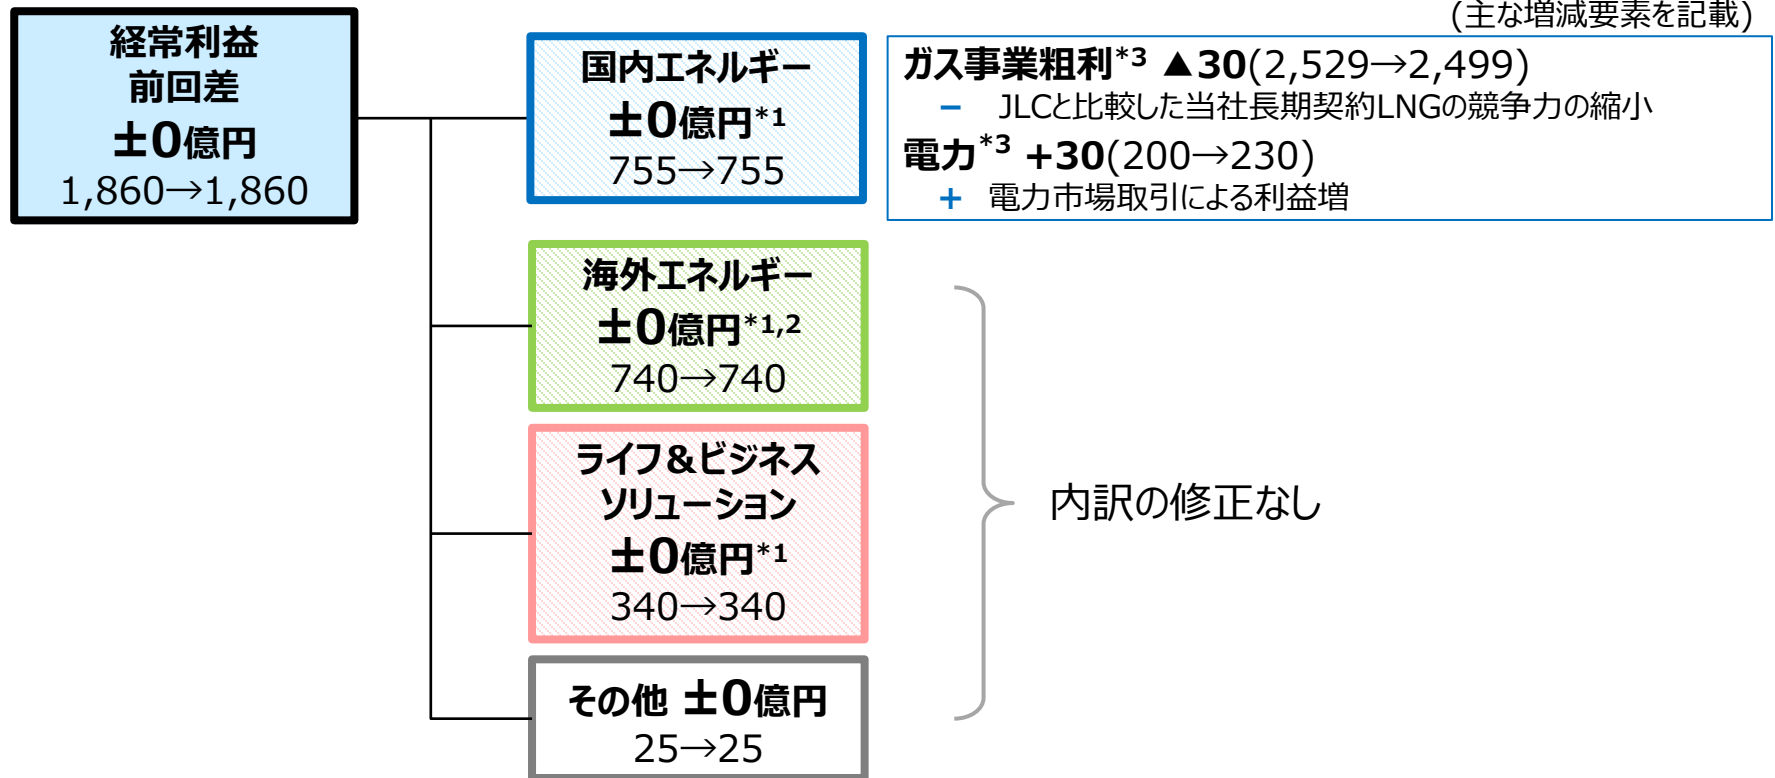 (主な増減要素を記載)
経常利益
前回差
±0億円
1,860→1,860
国内エネルギー
±0億円*1
755→755
ガス事業粗利*3 ▲30(2,529→2,499)
− JLCと比較した当社長期契約LNGの競争力の縮小
電力*3 +30(200→230)
+ 電力市場取引による利益増
海外エネルギー
±0億円*1,2
740→740
ライフ&ビジネス
ソリューション
±0億円*1
340→340
その他 ±0億円
25→25
内訳の修正なし